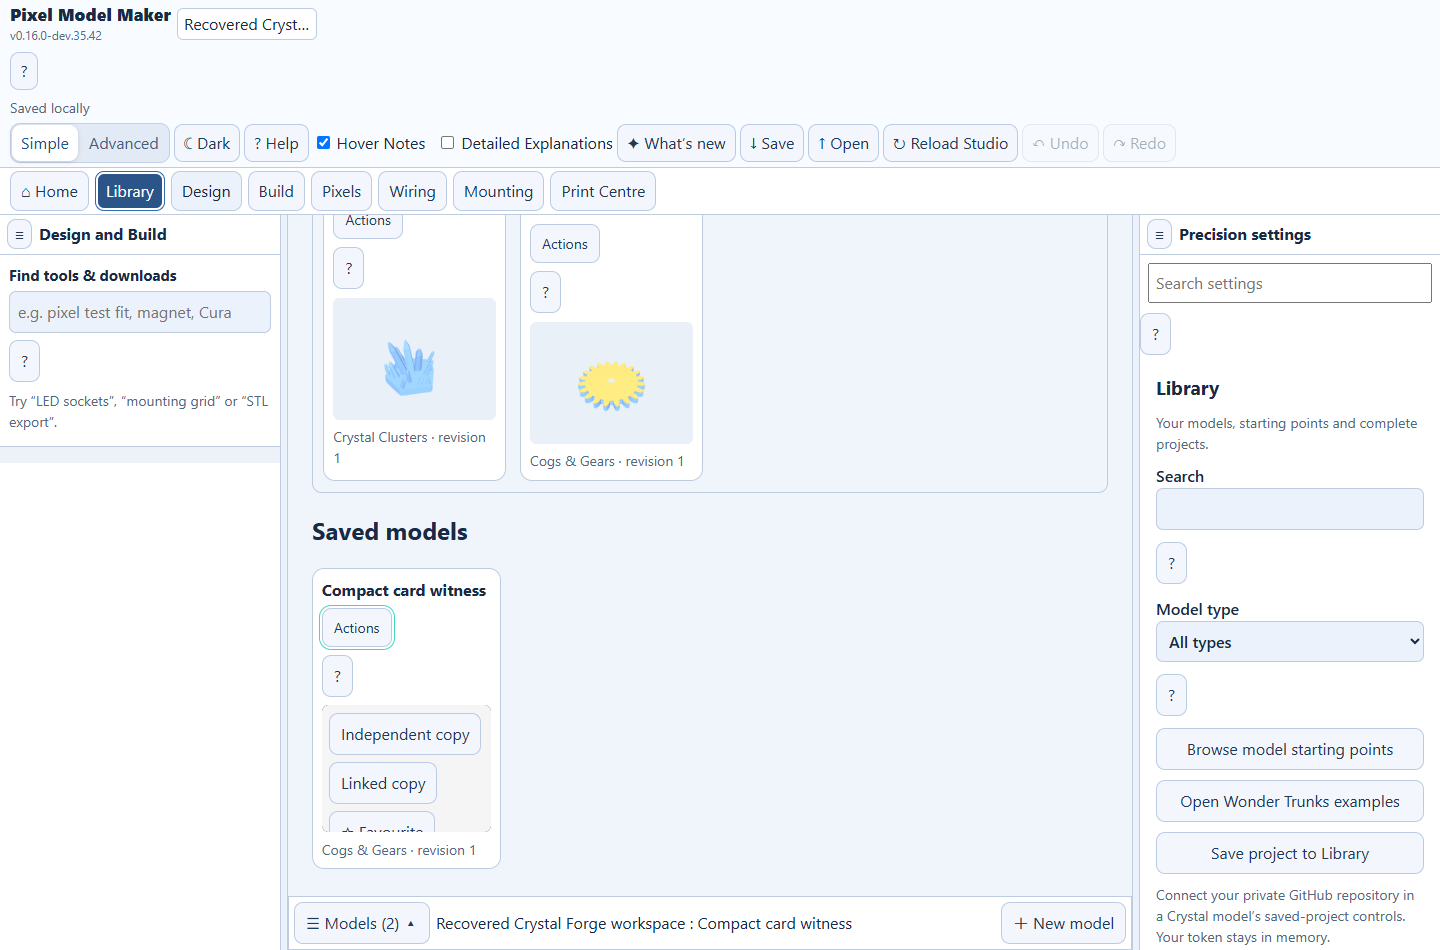 Pixel Model Maker
v0.16.0-dev.35.42
Recovered Cryst...
?
Saved locally
Simple
Advanced
☾ Dark
? Help
Hover Notes
Detailed Explanations
✦ What's new
↓ Save
↑ Open
↻ Reload Studio
↶ Undo
↷ Redo
⌂ Home
Library
Design
Build
Pixels
Wiring
Mounting
Print Centre
☰ Design and Build
Find tools & downloads
e.g. pixel test fit, magnet, Cura
?
Try “LED sockets”, “mounting grid” or “STL
export”.
Actions
?
Crystal Clusters · revision
1
Actions
?
Cogs & Gears · revision 1
Saved models
Compact card witness
Actions
?
Independent copy
Linked copy
☆ Favourite
Cogs & Gears · revision 1
☰ Models (2) ▲
Recovered Crystal Forge workspace : Compact card witness
+ New model
☰ Precision settings
Search settings
?
Library
Your models, starting points and complete
projects.
Search
?
Model type
All types
?
Browse model starting points
Open Wonder Trunks examples
Save project to Library
Connect your private GitHub repository in
a Crystal model's saved-project controls.
Your token stays in memory.